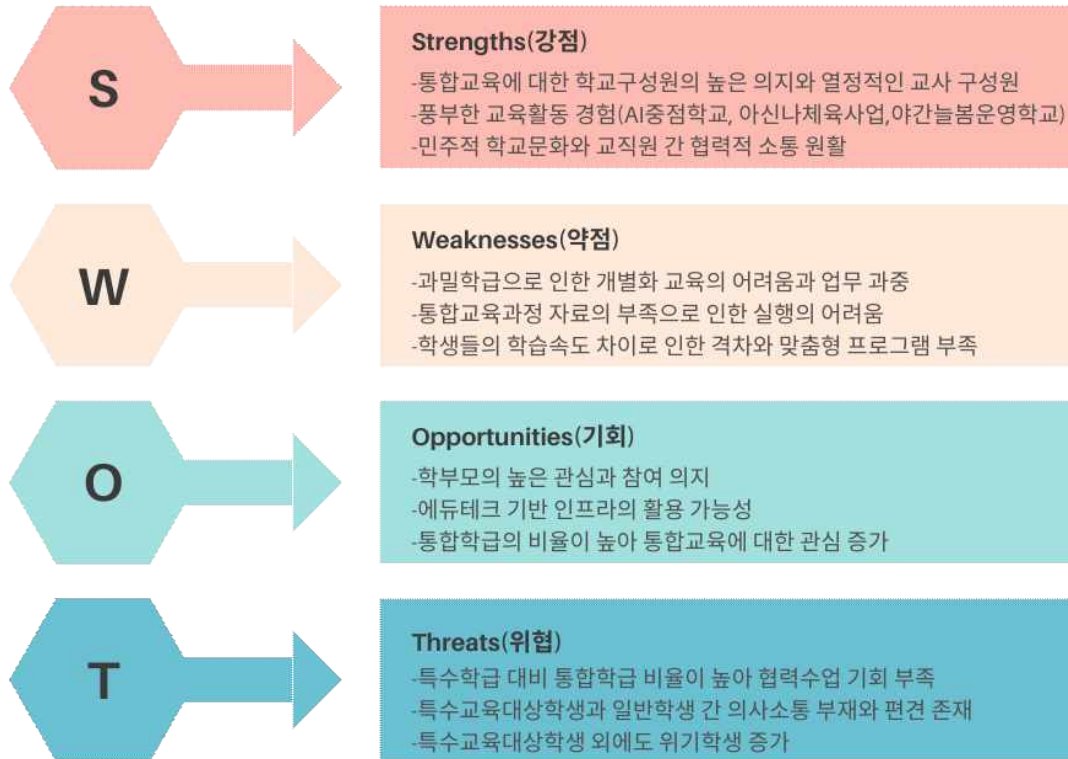 S
Strengths(강점)
-통합교육에 대한 학교구성원의 높은 의지와 열정적인 교사 구성원
-풍부한 교육활동 경험(AI중점학교, 아신나체육사업,야간늘봄운영학교)
-민주적 학교문화와 교직원 간 협력적 소통 원활
W
Weaknesses(약점)
-과밀학급으로 인한 개별화 교육의 어려움과 업무 과중
-통합교육과정 자료의 부족으로 인한 실행의 어려움
-학생들의 학습속도 차이로 인한 격차와 맞춤형 프로그램 부족
O
Opportunities(기회)
-학부모의 높은 관심과 참여 의지
-에듀테크 기반 인프라의 활용 가능성
-통합학급의 비율이 높아 통합교육에 대한 관심 증가
T
Threats(위협)
-특수학급 대비 통합학급 비율이 높아 협력수업 기회 부족
-특수교육대상학생과 일반학생 간 의사소통 부재와 편견 존재
-특수교육대상학생 외에도 위기학생 증가